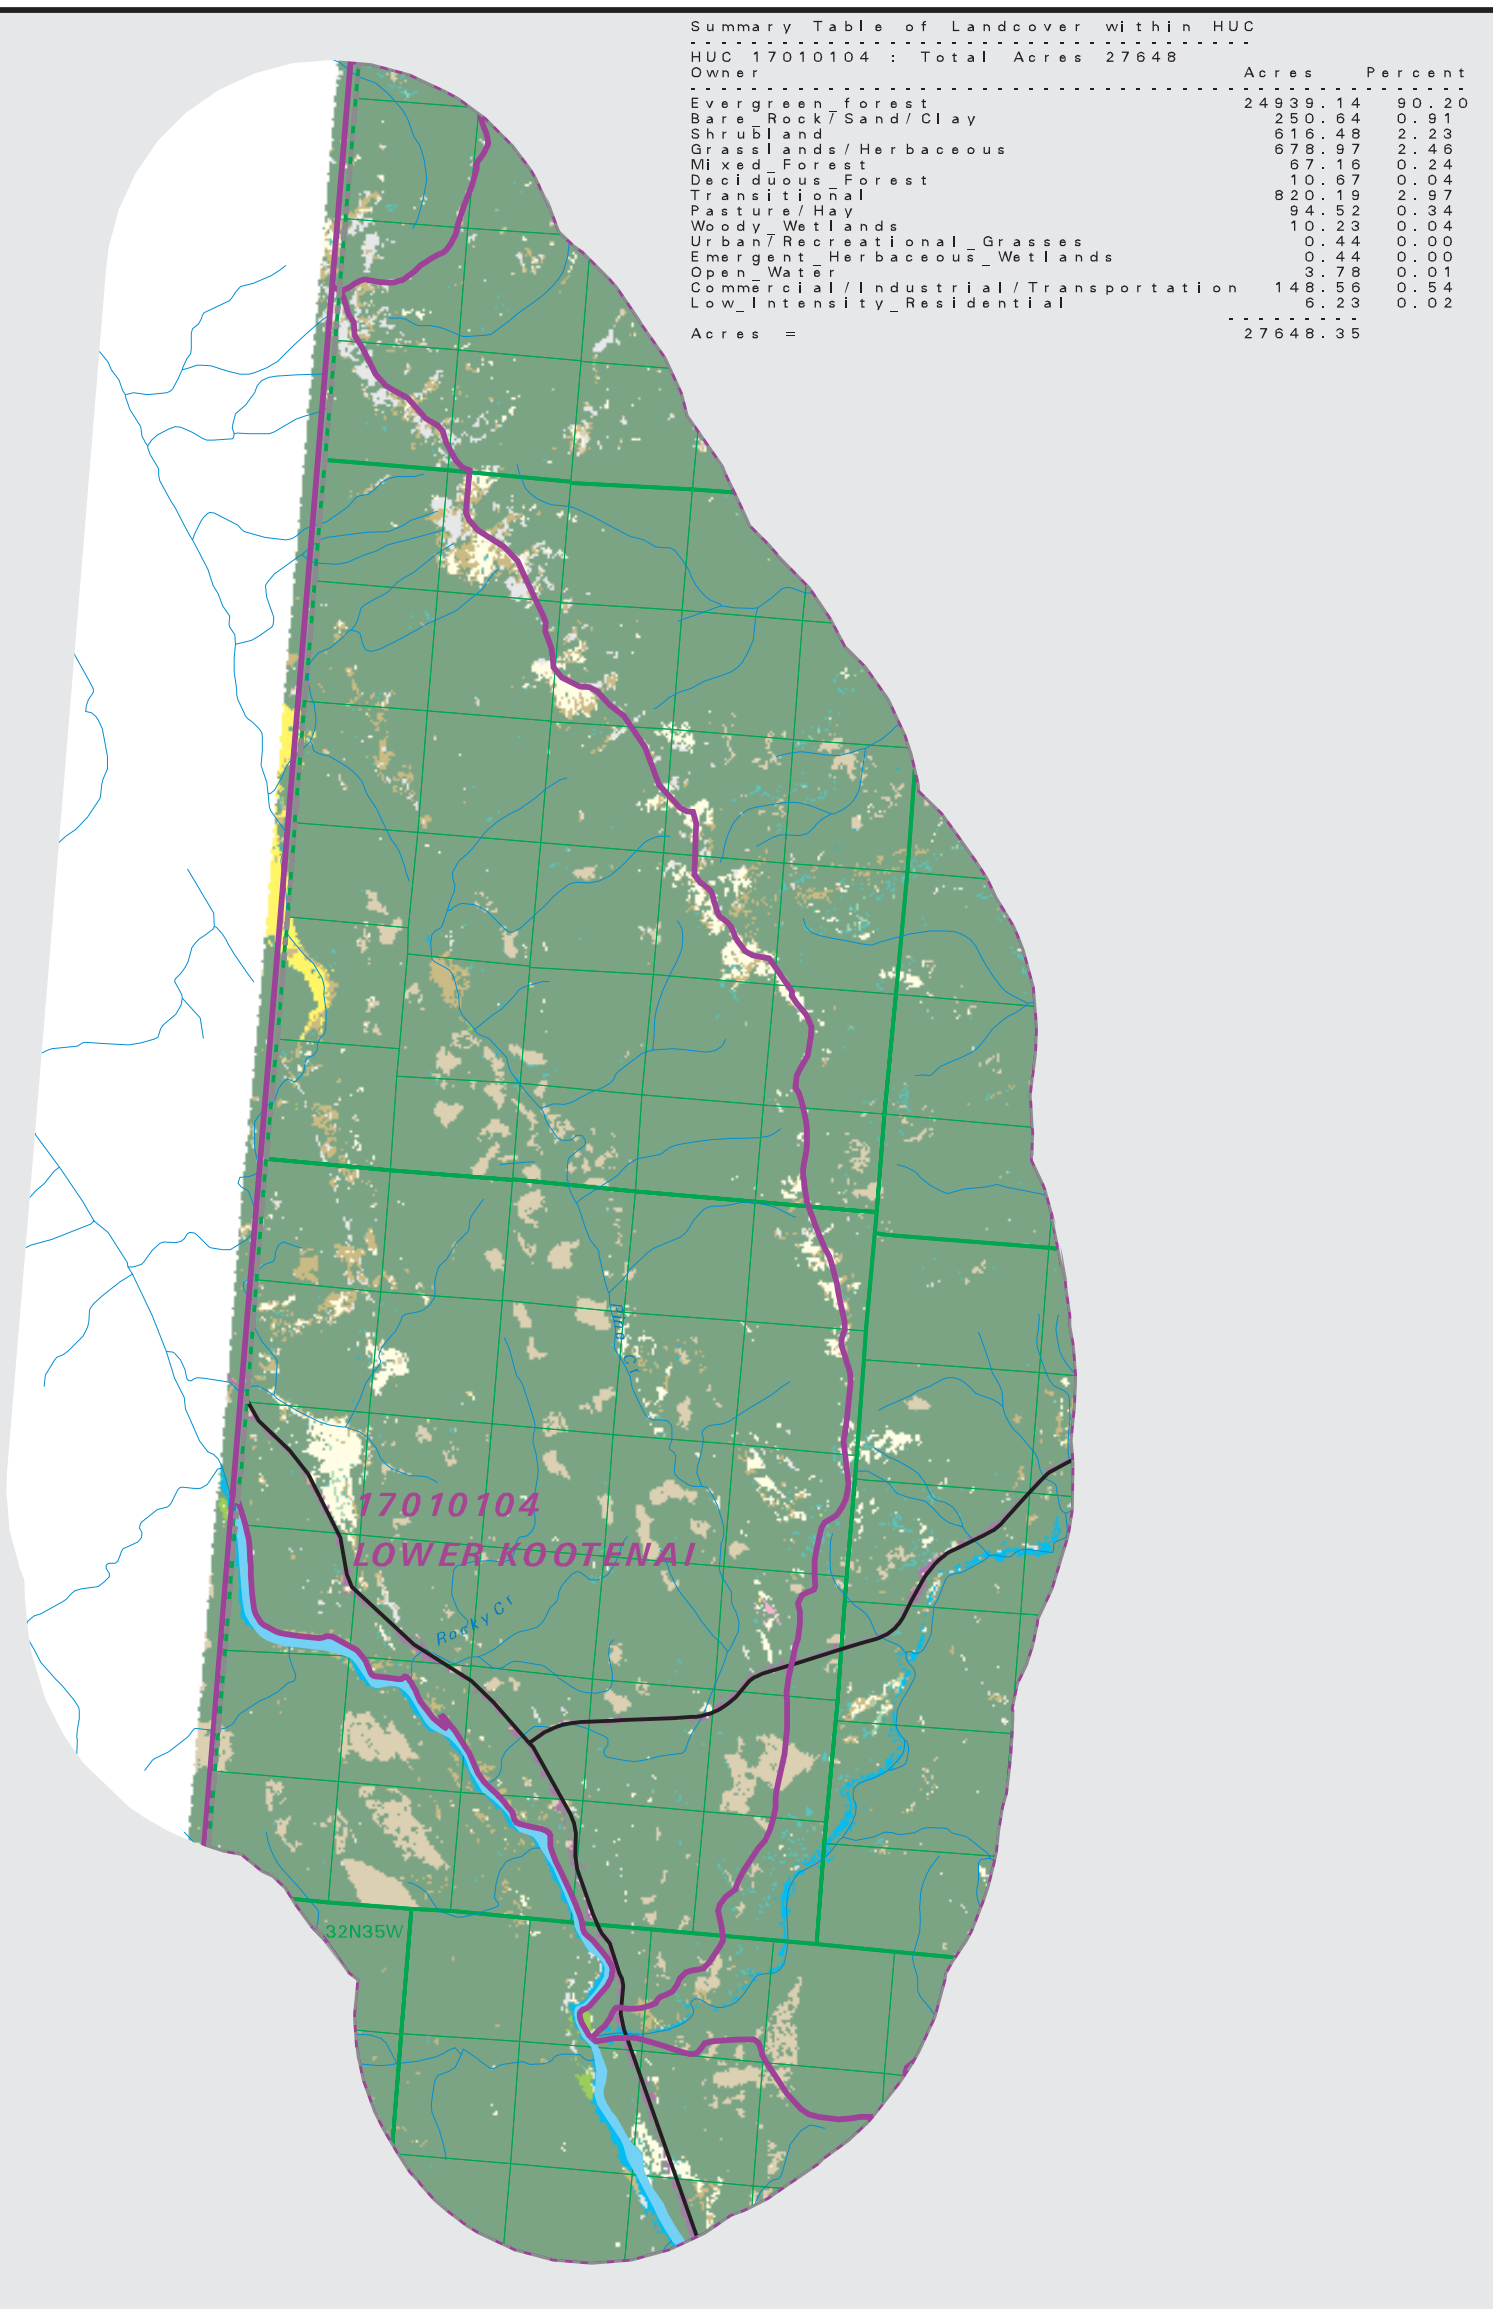 Summary Table of Landcover within HUC
- - - - - - - - - - - - - - - - - - - - - - - - - - - - - - - - - - - - -
HUC 17010104 : Total Acres 27648
Owner Acres Percent
- - - - - - - - - - - - - - - - - - - - - - - - - - - - - - - - - - - - - - - - - - - - - - - - - - -
Evergreen_forest 24939.14 90.20
Bare_Rock/Sand/Clay 250.64 0.91
Shrubland 616.48 2.23
Grasslands/Herbaceous 678.97 2.46
Mixed_Forest 67.16 0.24
Deciduous_Forest 10.67 0.04
Transitional 820.19 2.97
Pasture/Hay 94.52 0.34
Woody_Wetlands 10.23 0.04
Urban/Recreational_Grasses 0.44 0.00
Emergent_Herbaceous_Wetlands 0.44 0.00
Open_Water 3.78 0.01
Commercial/Industrial/Transportation 148.56 0.54
Low_Intensity_Residential 6.23 0.02
- - - - - - - - -
Acres = 27648.35
Pine Cr
17010104
LOWER KOOTENAI
Rocky Cr
32N35W